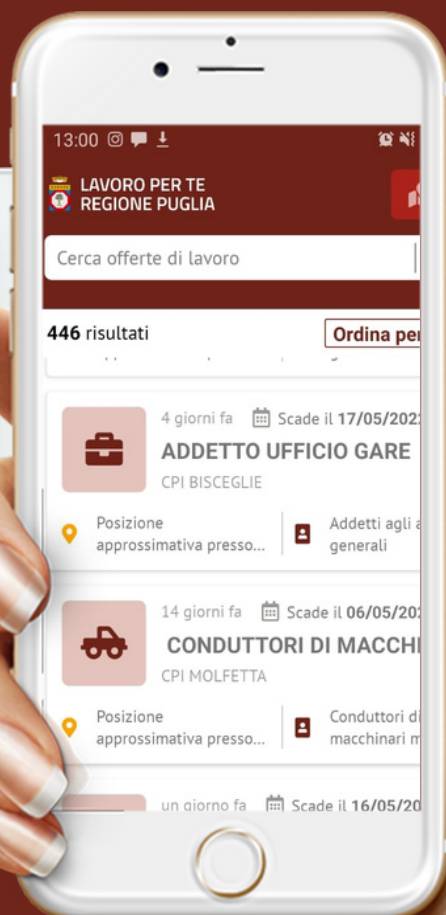 13:00
LAVORO PER TE
REGIONE PUGLIA
Cerca offerte di lavoro
446 risultati
Ordina per
4 giorni fa Scade il 17/05/202
ADDETTO UFFICIO GARE
CPI BISCEGLIE
Posizione
approssimativa presso...
Addetti agli a
generali
14 giorni fa Scade il 06/05/20
CONDUTTORI DI MACCHI
CPI MOLFETTA
Posizione
approssimativa presso...
Conduttori di
macchinari m
un giorno fa Scade il 16/05/20